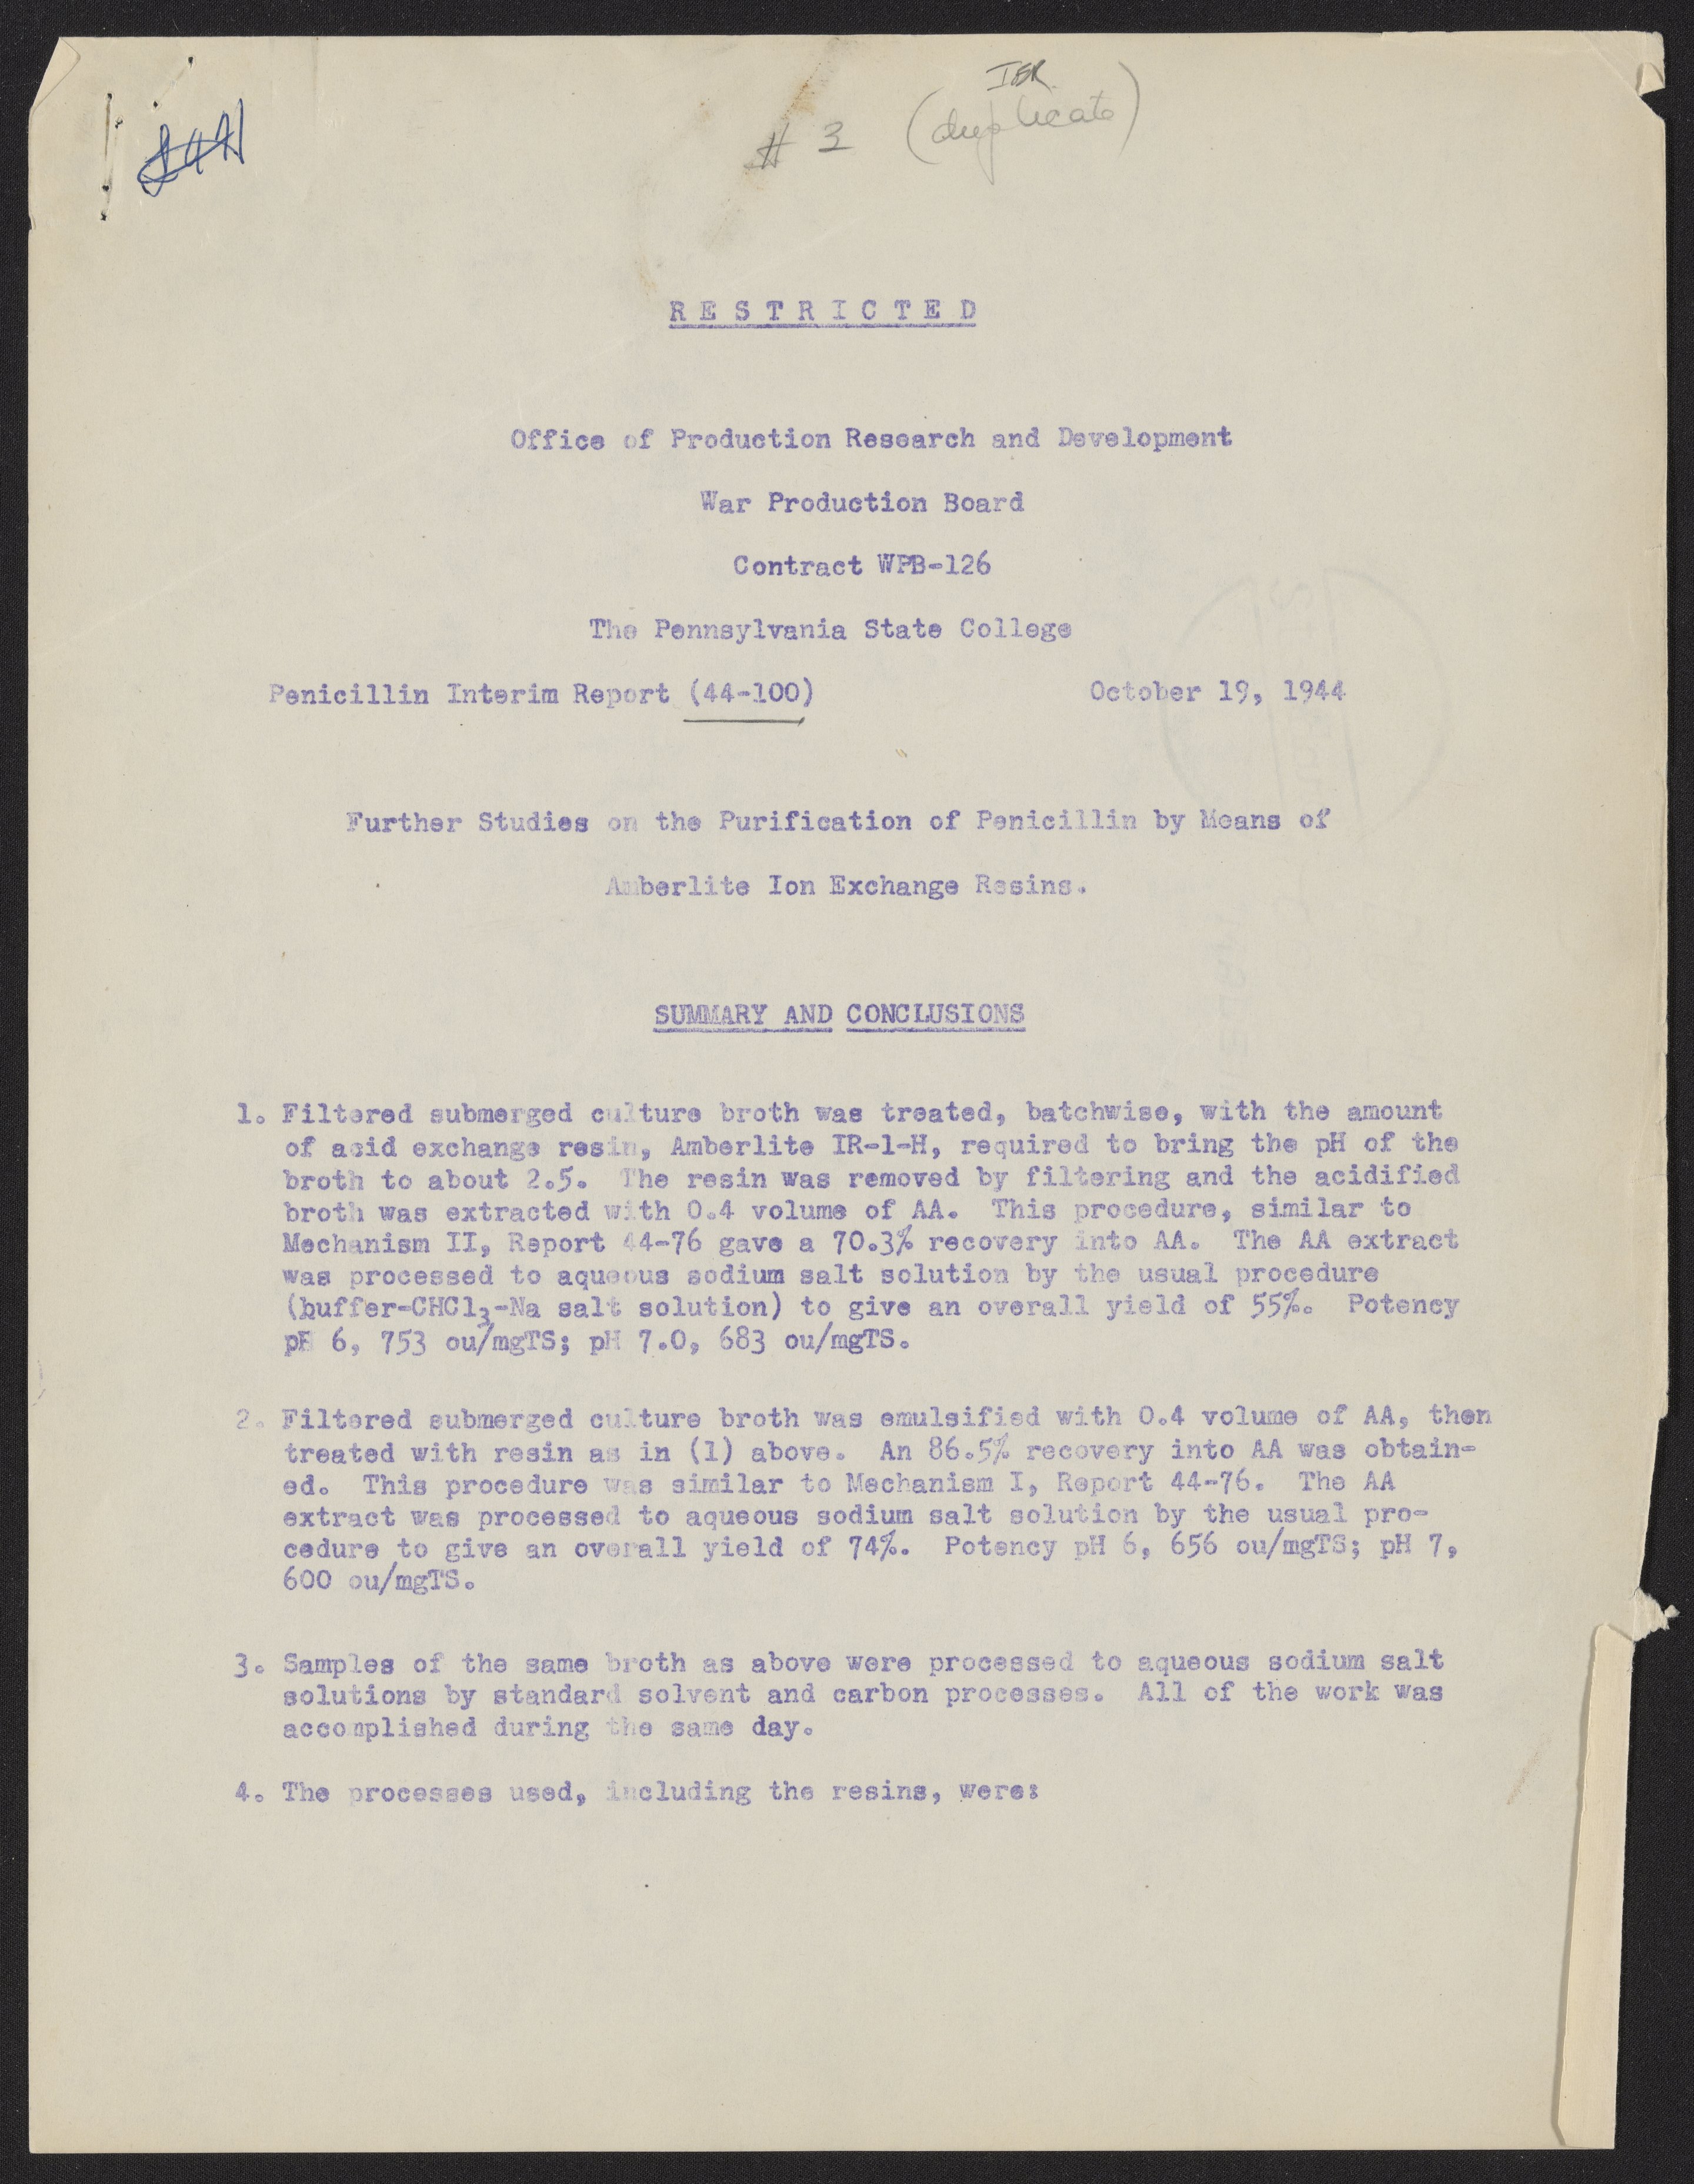 IER
# 3 (duplicate)
R E S T R I C T E D
Office of Production Research and Development
War Production Board
Contract WPB-126
The Pennsylvania State College
Penicillin Interim Report (44-100) October 19, 1944
Further Studies on the Purification of Penicillin by Means of
Amberlite Ion Exchange Resins.
SUMMARY AND CONCLUSIONS
1. Filtered submerged culture broth was treated, batchwise, with the amount
of acid exchange resin, Amberlite IR-1-H, required to bring the pH of the
broth to about 2.5. The resin was removed by filtering and the acidified
broth was extracted with 0.4 volume of AA. This procedure, similar to
Mechanism II, Report 44-76 gave a 70.3% recovery into AA. The AA extract
was processed to aqueous sodium salt solution by the usual procedure
(buffer-CHCl3-Na salt solution) to give an overall yield of 55%. Potency
pH 6, 753 ou/mgTS; pH 7.0, 683 ou/mgTS.
2. Filtered submerged culture broth was emulsified with 0.4 volume of AA, then
treated with resin as in (1) above. An 86.5% recovery into AA was obtain-
ed. This procedure was similar to Mechanism I, Report 44-76. The AA
extract was processed to aqueous sodium salt solution by the usual pro-
cedure to give an overall yield of 74%. Potency pH 6, 656 ou/mgTS; pH 7,
600 ou/mgTS.
3. Samples of the same broth as above were processed to aqueous sodium salt
solutions by standard solvent and carbon processes. All of the work was
accomplished during the same day.
4. The processes used, including the resins, were: